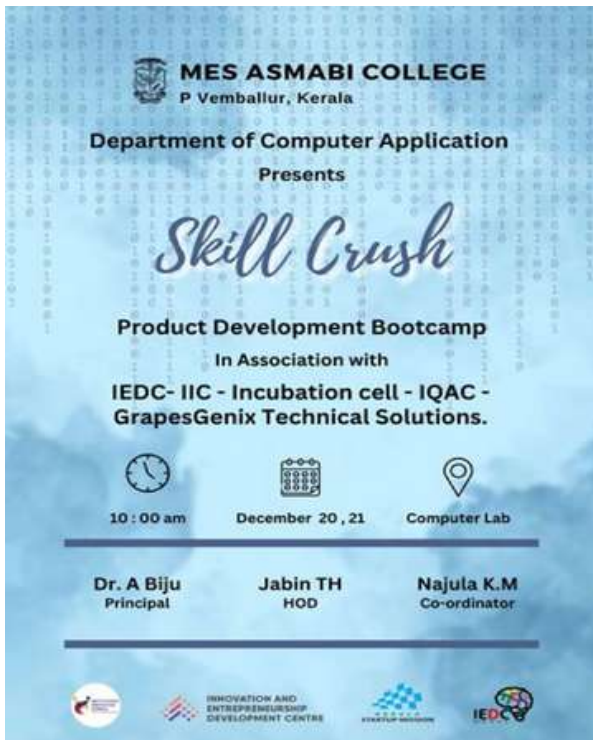 MES ASMABI COLLEGE
P Vemballur, Kerala
Department of Computer Application
Presents
Skill Crush
Product Development Bootcamp
In Association with
IEDC- IIC - Incubation cell - IQAC -
GrapesGenix Technical Solutions.
10 : 00 am
December 20 , 21
Computer Lab
Dr. A Biju
Principal
Jabin TH
HOD
Najula K.M
Co-ordinator
INNOVATION AND
ENTREPRENEURSHIP
DEVELOPMENT CENTRE
KERALA
STARTUP MISSION
IEDC